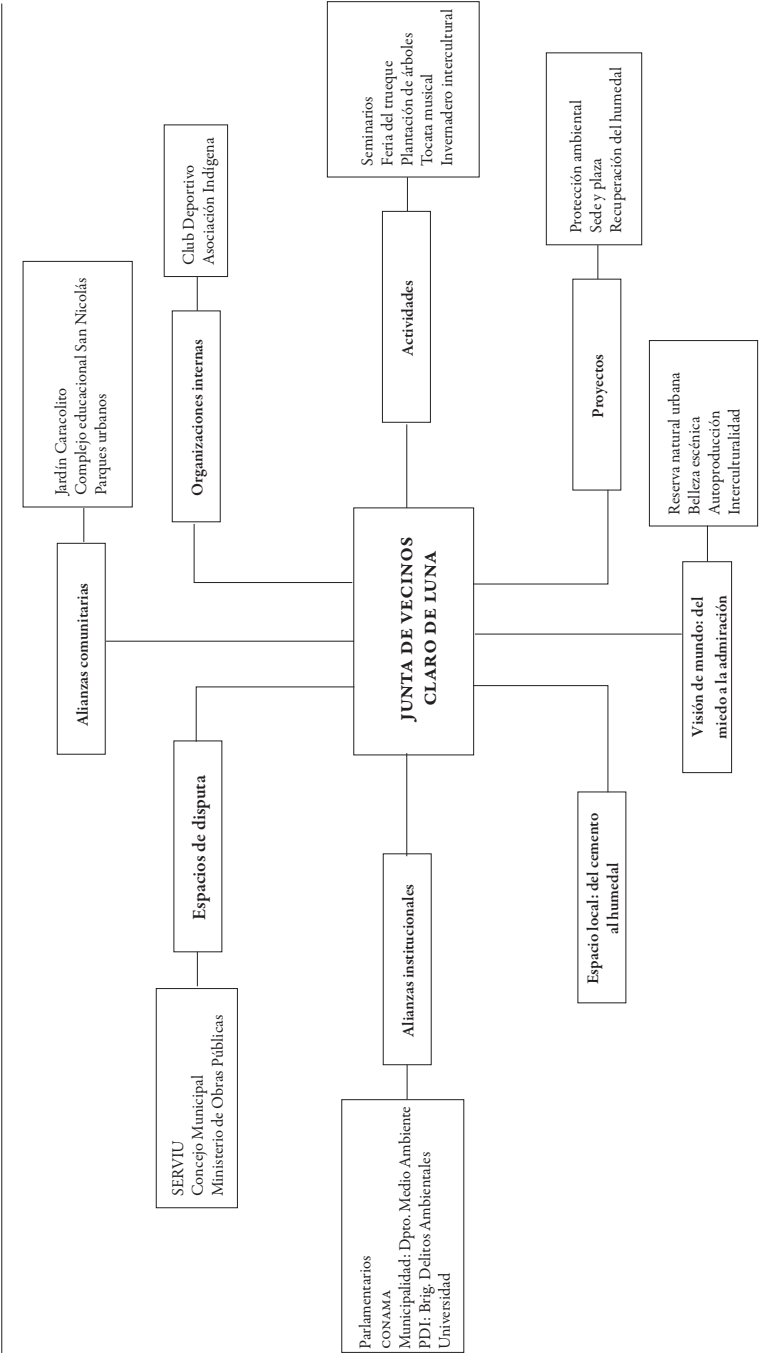 SERVIU
Concejo Municipal
Ministerio de Obras Públicas
Espacios de disputa
Alianzas comunitarias
Jardín Caracolito
Complejo educacional San Nicolás
Parques urbanos
Organizaciones internas
Club Deportivo
Asociación Indígena
Parlamentarios
CONAMA
Municipalidad: Dpto. Medio Ambiente
PDI: Brig. Delitos Ambientales
Universidad
Alianzas institucionales
JUNTA DE VECINOS
CLARO DE LUNA
Actividades
Seminarios
Feria del trueque
Plantación de árboles
Tocata musical
Invernadero intercultural
Espacio local: del cemento
al humedal
Visión de mundo: del
miedo a la admiración
Reserva natural urbana
Belleza escénica
Autoproducción
Interculturalidad
Proyectos
Protección ambiental
Sede y plaza
Recuperación del humedal